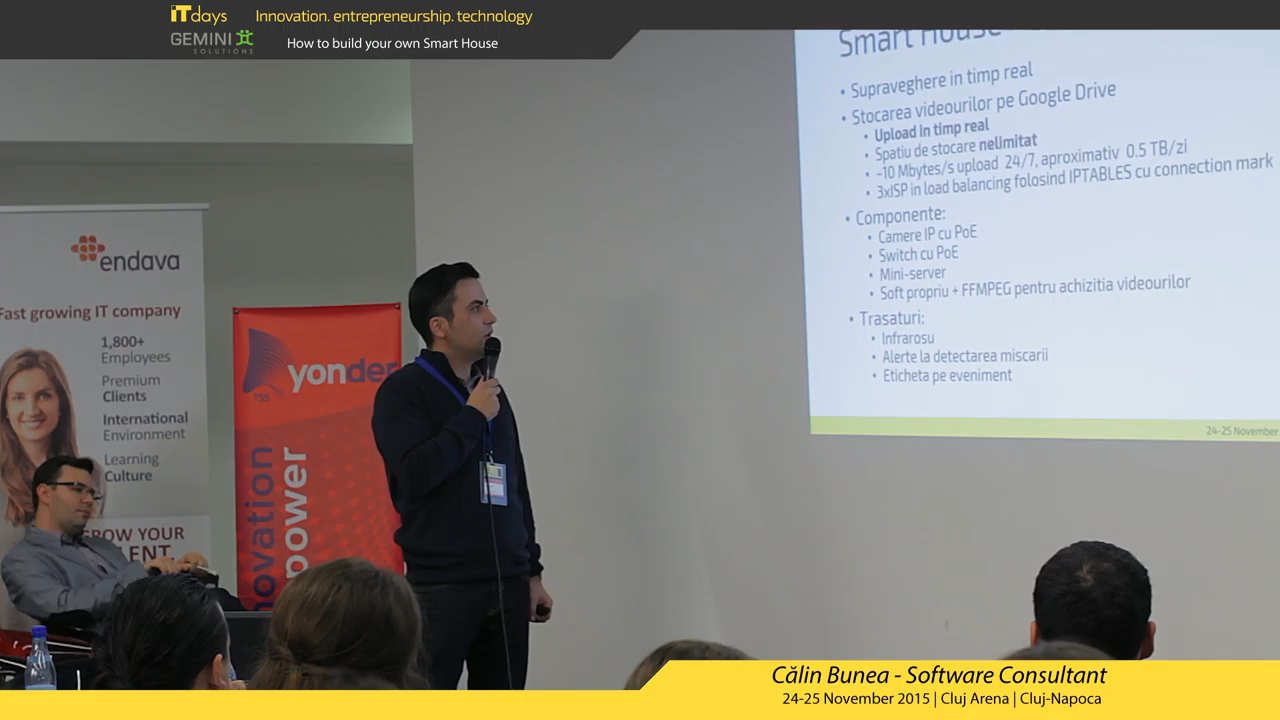 iTdays
Innovation. entrepreneurship. technology
GEMINI
SOLUTIONS
How to build your own Smart House
Smart House
• Supraveghere in timp real
• Stocarea videourilor pe Google Drive
• Upload in timp real
• Spatiu de stocare nelimitat
• ~10 Mbytes/s upload 24/7, aproximativ 0.5 TB/zi
• 3xISP in load balancing folosind IPTABLES cu connection mark
• Componente:
• Camere IP cu PoE
• Switch cu PoE
• Mini-server
• Soft propriu + FFMPEG pentru achizitia videourilor
• Trasaturi:
• Infrarosu
• Alerte la detectarea miscarii
• Eticheta pe eveniment
24-25 November
endava
Fast growing IT company
1,800+
Employees
Premium
Clients
International
Environment
Learning
Culture
GROW YOUR
yonder
TSS
power
Călin Bunea - Software Consultant
24-25 November 2015 | Cluj Arena | Cluj-Napoca